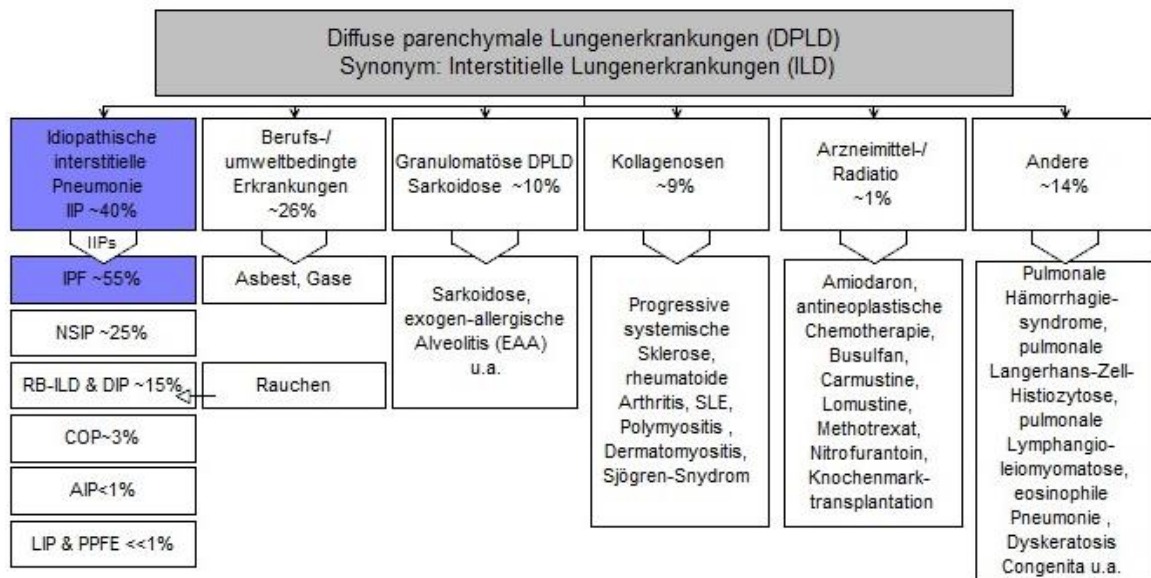 Diffuse parenchymale Lungenerkrankungen (DPLD)
Synonym: Interstitielle Lungenerkrankungen (ILD)
Idiopathische
interstitielle
Pneumonie
IIP ~40%
IIPs
IPF ~55%
NSIP ~25%
RB-ILD & DIP ~15%
COP~3%
AIP<1%
LIP & PPFE <<1%
Berufs-/
umweltbedingte
Erkrankungen
~26%
Asbest, Gase
Rauchen
Granulomatöse DPLD
Sarkoidose ~10%
Sarkoidose,
exogen-allergische
Alveolitis (EAA)
u.a.
Kollagenosen
~9%
Progressive
systemische
Sklerose,
rheumatoide
Arthritis, SLE,
Polymyositis ,
Dermatomyositis,
Sjögren-Snydrom
Arzneimittel-/
Radiatio
~1%
Amiodaron,
antineoplastische
Chemotherapie,
Busulfan,
Carmustine,
Lomustine,
Methotrexat,
Nitrofurantoin,
Knochenmark-
transplantation
Andere
~14%
Pulmonale
Hämorrhagie-
syndrome,
pulmonale
Langerhans-Zell-
Histiozytose,
pulmonale
Lymphangio-
leiomyomatose,
eosinophile
Pneumonie ,
Dyskeratosis
Congenita u.a.